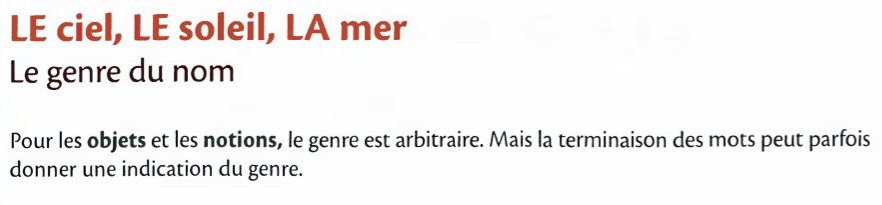 LE ciel, LE soleil, LA mer
Le genre du nom
Pour les objets et les notions, le genre est arbitraire. Mais la terminaison des mots peut parfois
donner une indication du genre.